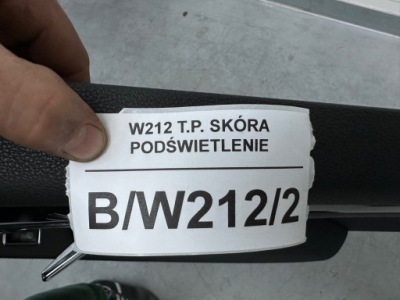 W212 T.P. SKÓRA
PODŚWIETLENIE
B/W212/2